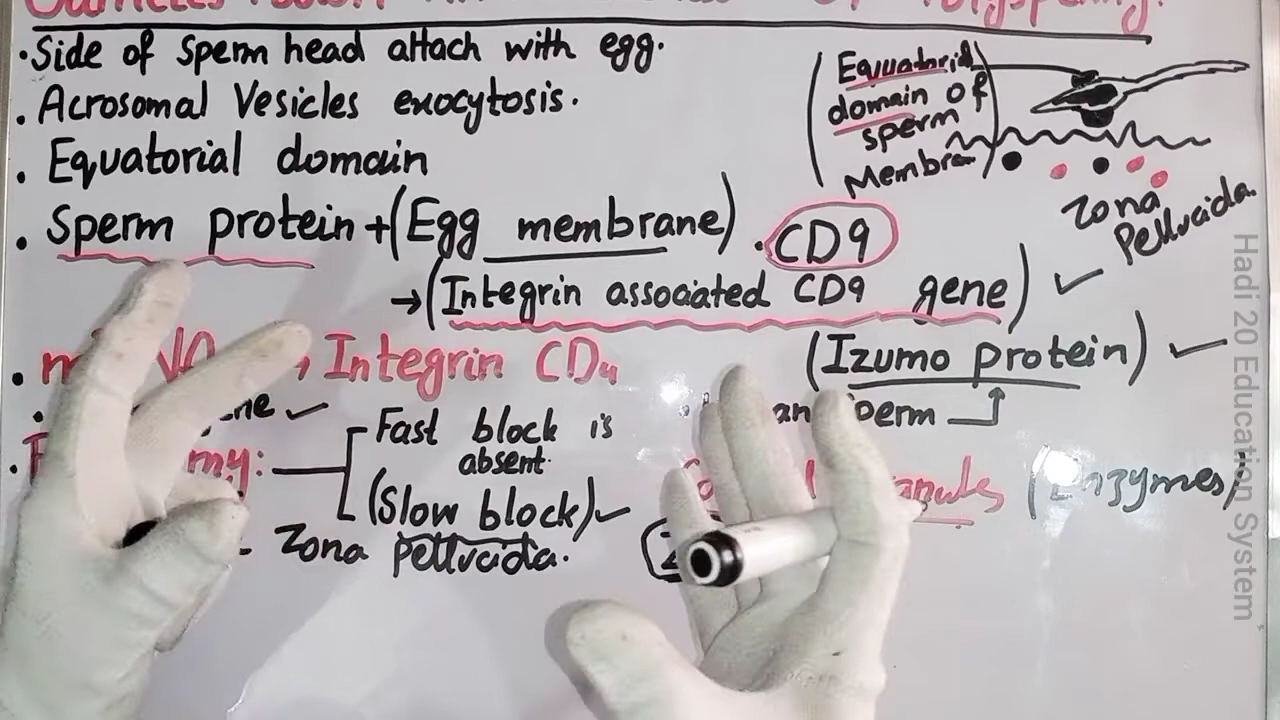 • Side of sperm head attach with egg.
• Acrosomal Vesicles exocytosis.
• Equatorial domain
• Sperm protein + (Egg membrane) • CD9
→ (Integrin associated CD9 gene) ✓
Integrin CD
(Izumo protein) ✓
✓
Fast block is
absent.
(Slow block) ✓
- Zona Pellucida.
sperm
(Enzymes)
(Equatorial
domain of
sperm
Membran)
Zona
Pellucida.
Hadi 20 Education System